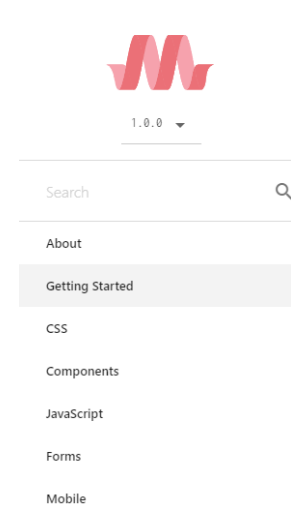 1.0.0
Search
About
Getting Started
CSS
Components
JavaScript
Forms
Mobile